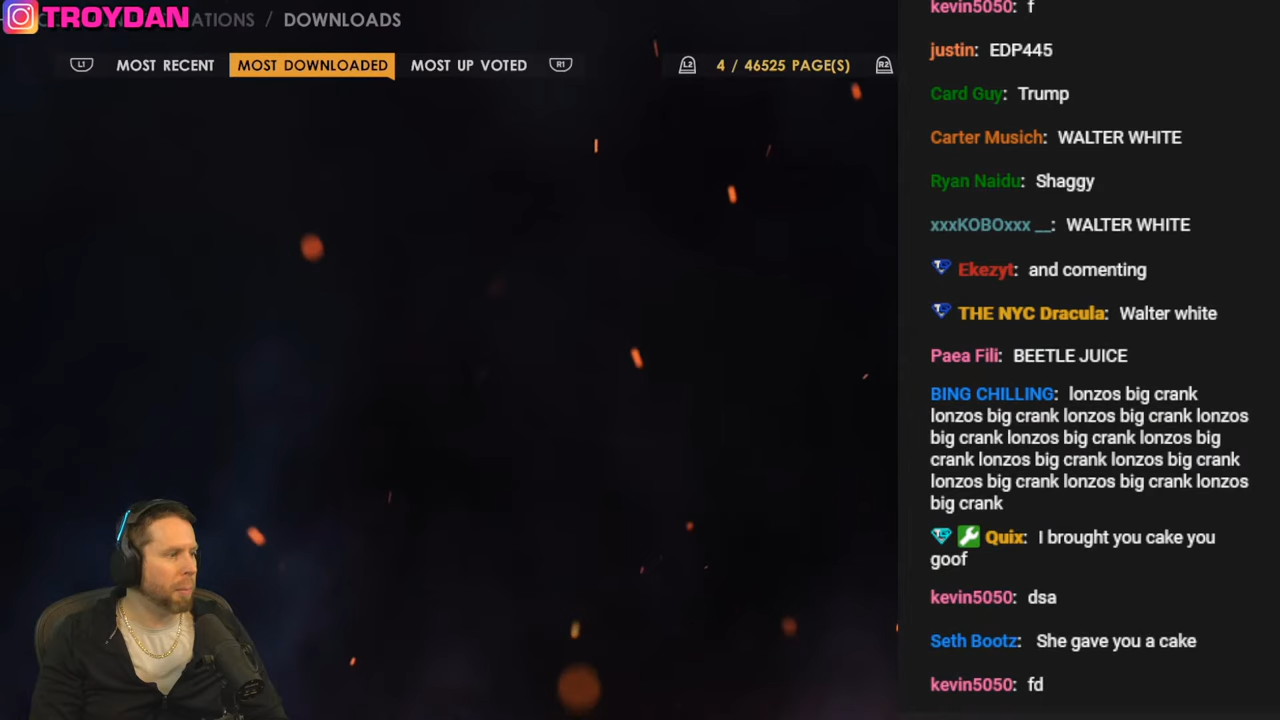 TROYDAN
ATIONS / DOWNLOADS
L1 MOST RECENT MOST DOWNLOADED MOST UP VOTED R1
L2 4 / 46525 PAGE(S) R2
kevin5050: f
justin: EDP445
Card Guy: Trump
Carter Musich: WALTER WHITE
Ryan Naidu: Shaggy
xxxKOBOxxx __: WALTER WHITE
Ekezyt: and comenting
THE NYC Dracula: Walter white
Paea Fili: BEETLE JUICE
BING CHILLING: lonzos big crank
lonzos big crank lonzos big crank lonzos
big crank lonzos big crank lonzos big
crank lonzos big crank lonzos big crank
lonzos big crank lonzos big crank lonzos
big crank
Quix: I brought you cake you
goof
kevin5050: dsa
Seth Bootz: She gave you a cake
kevin5050: fd